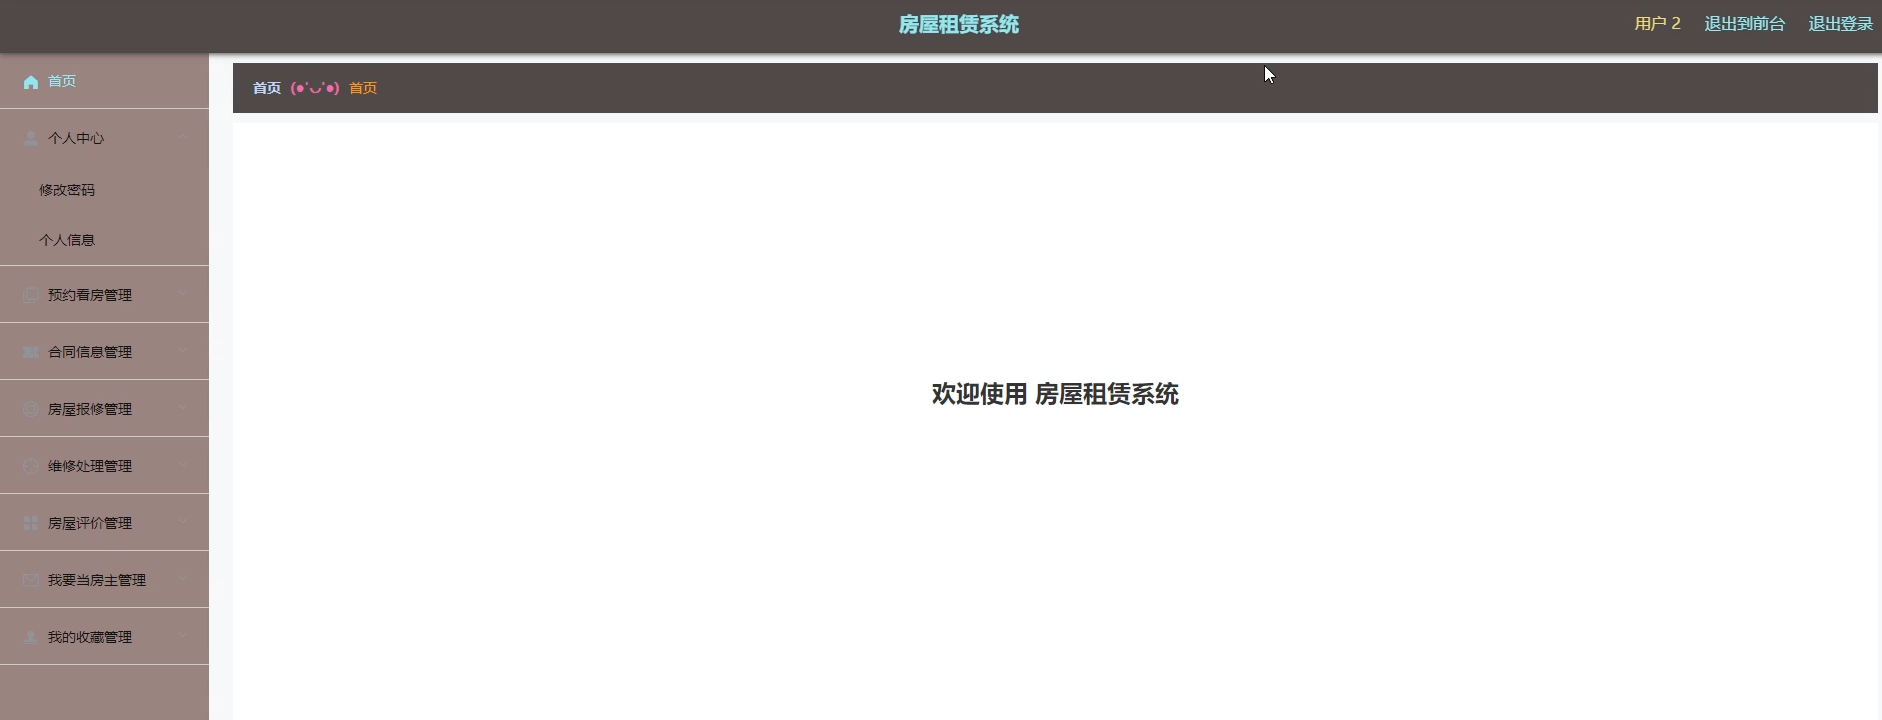 房屋租赁系统
用户 2 退出到前台 退出登录
首页
首页 (●'◡'●) 首页
个人中心
修改密码
个人信息
预约看房管理
合同信息管理
房屋报修管理
维修处理管理
房屋评价管理
我要当房主管理
我的收藏管理
欢迎使用 房屋租赁系统